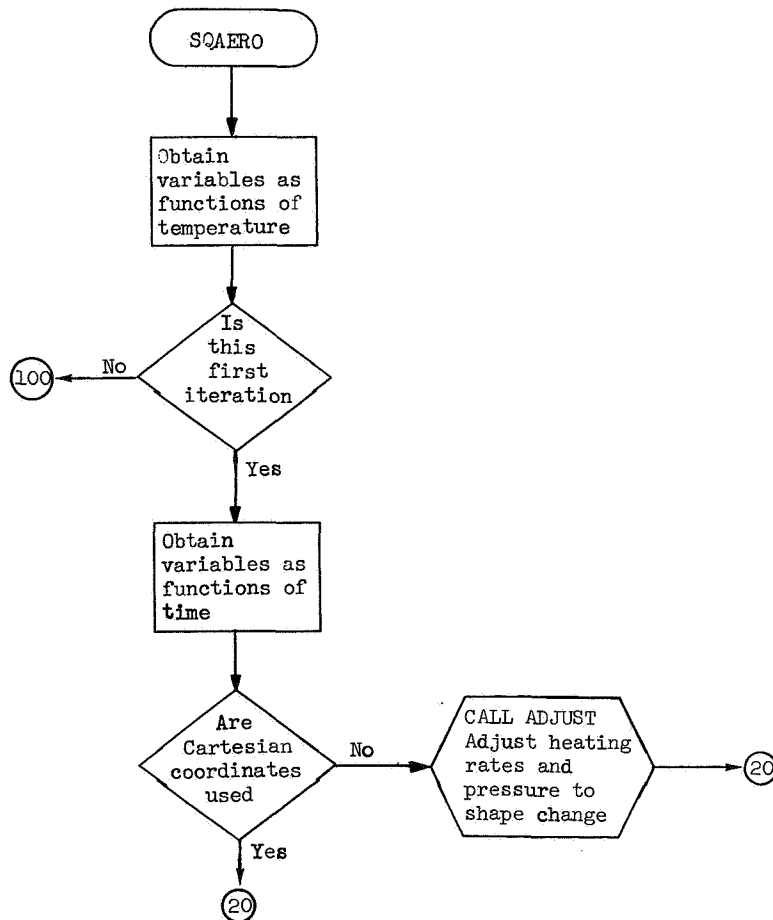 SQAERO
Obtain
variables as
functions of
temperature
Is
this
first
iteration
No
100
Yes
Obtain
variables as
functions of
time
Are
Cartesian
coordinates
used
No
CALL ADJUST
Adjust heating
rates and
pressure to
shape change
20
Yes
20